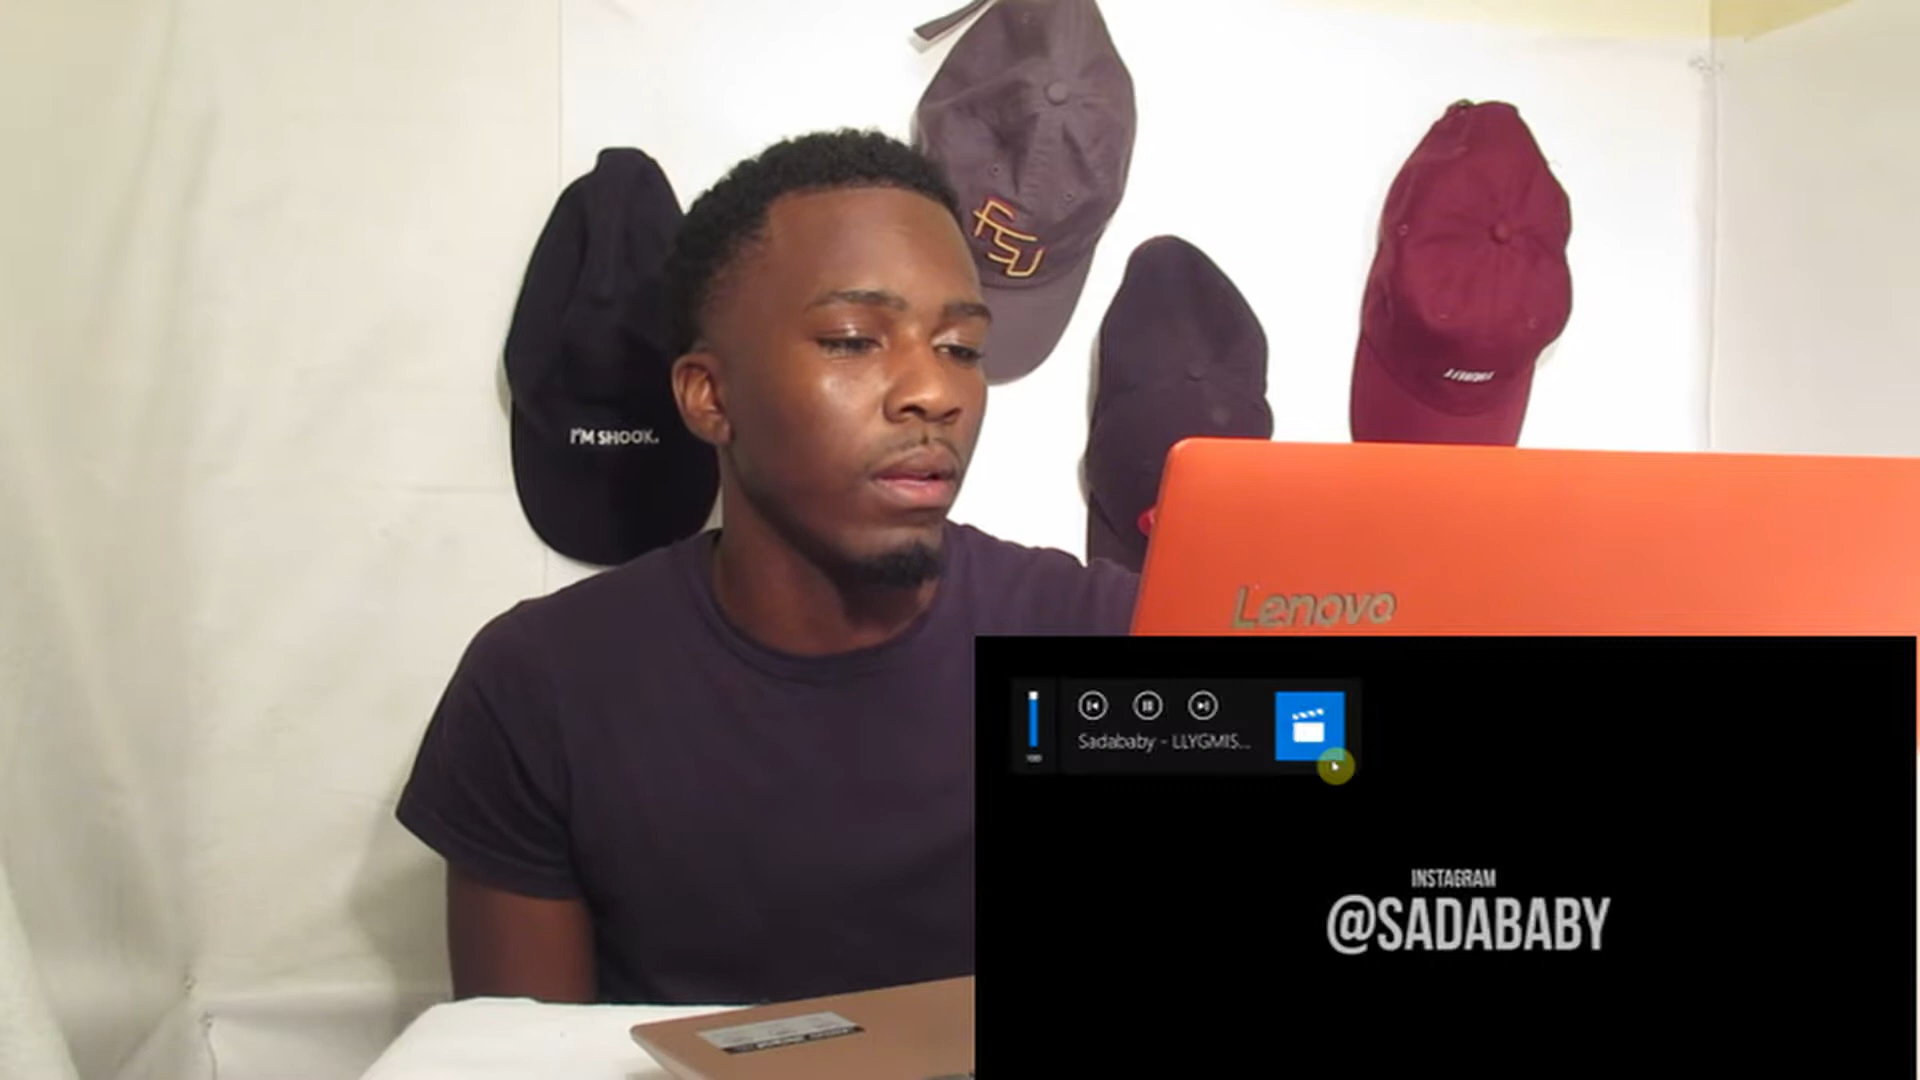 FSU
I'M SHOOK.
Lenovo
Sadababy - LLYGMIS...
INSTAGRAM
@SADABABY